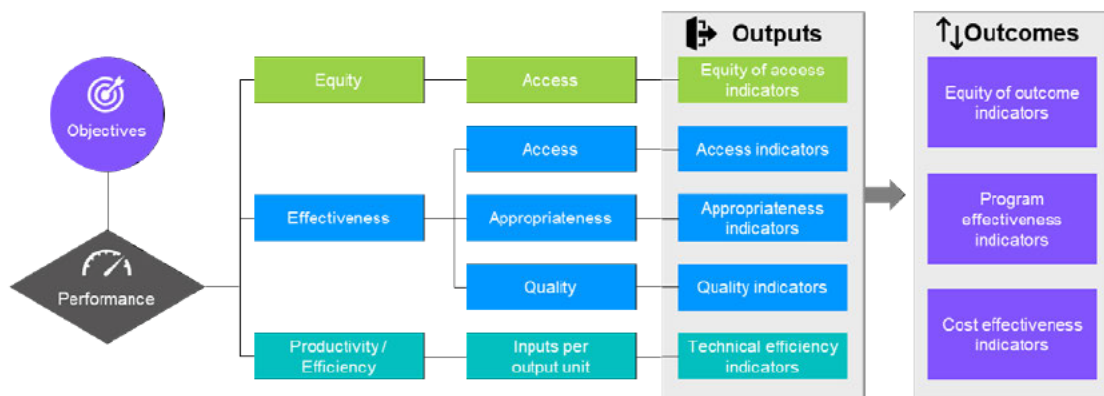 Objectives
Performance
Equity
Effectiveness
Productivity /
Efficiency
Access
Access
Appropriateness
Quality
Inputs per
output unit
Outputs
Equity of access
indicators
Access indicators
Appropriateness
indicators
Quality indicators
Technical efficiency
indicators
Outcomes
Equity of outcome
indicators
Program
effectiveness
indicators
Cost effectiveness
indicators